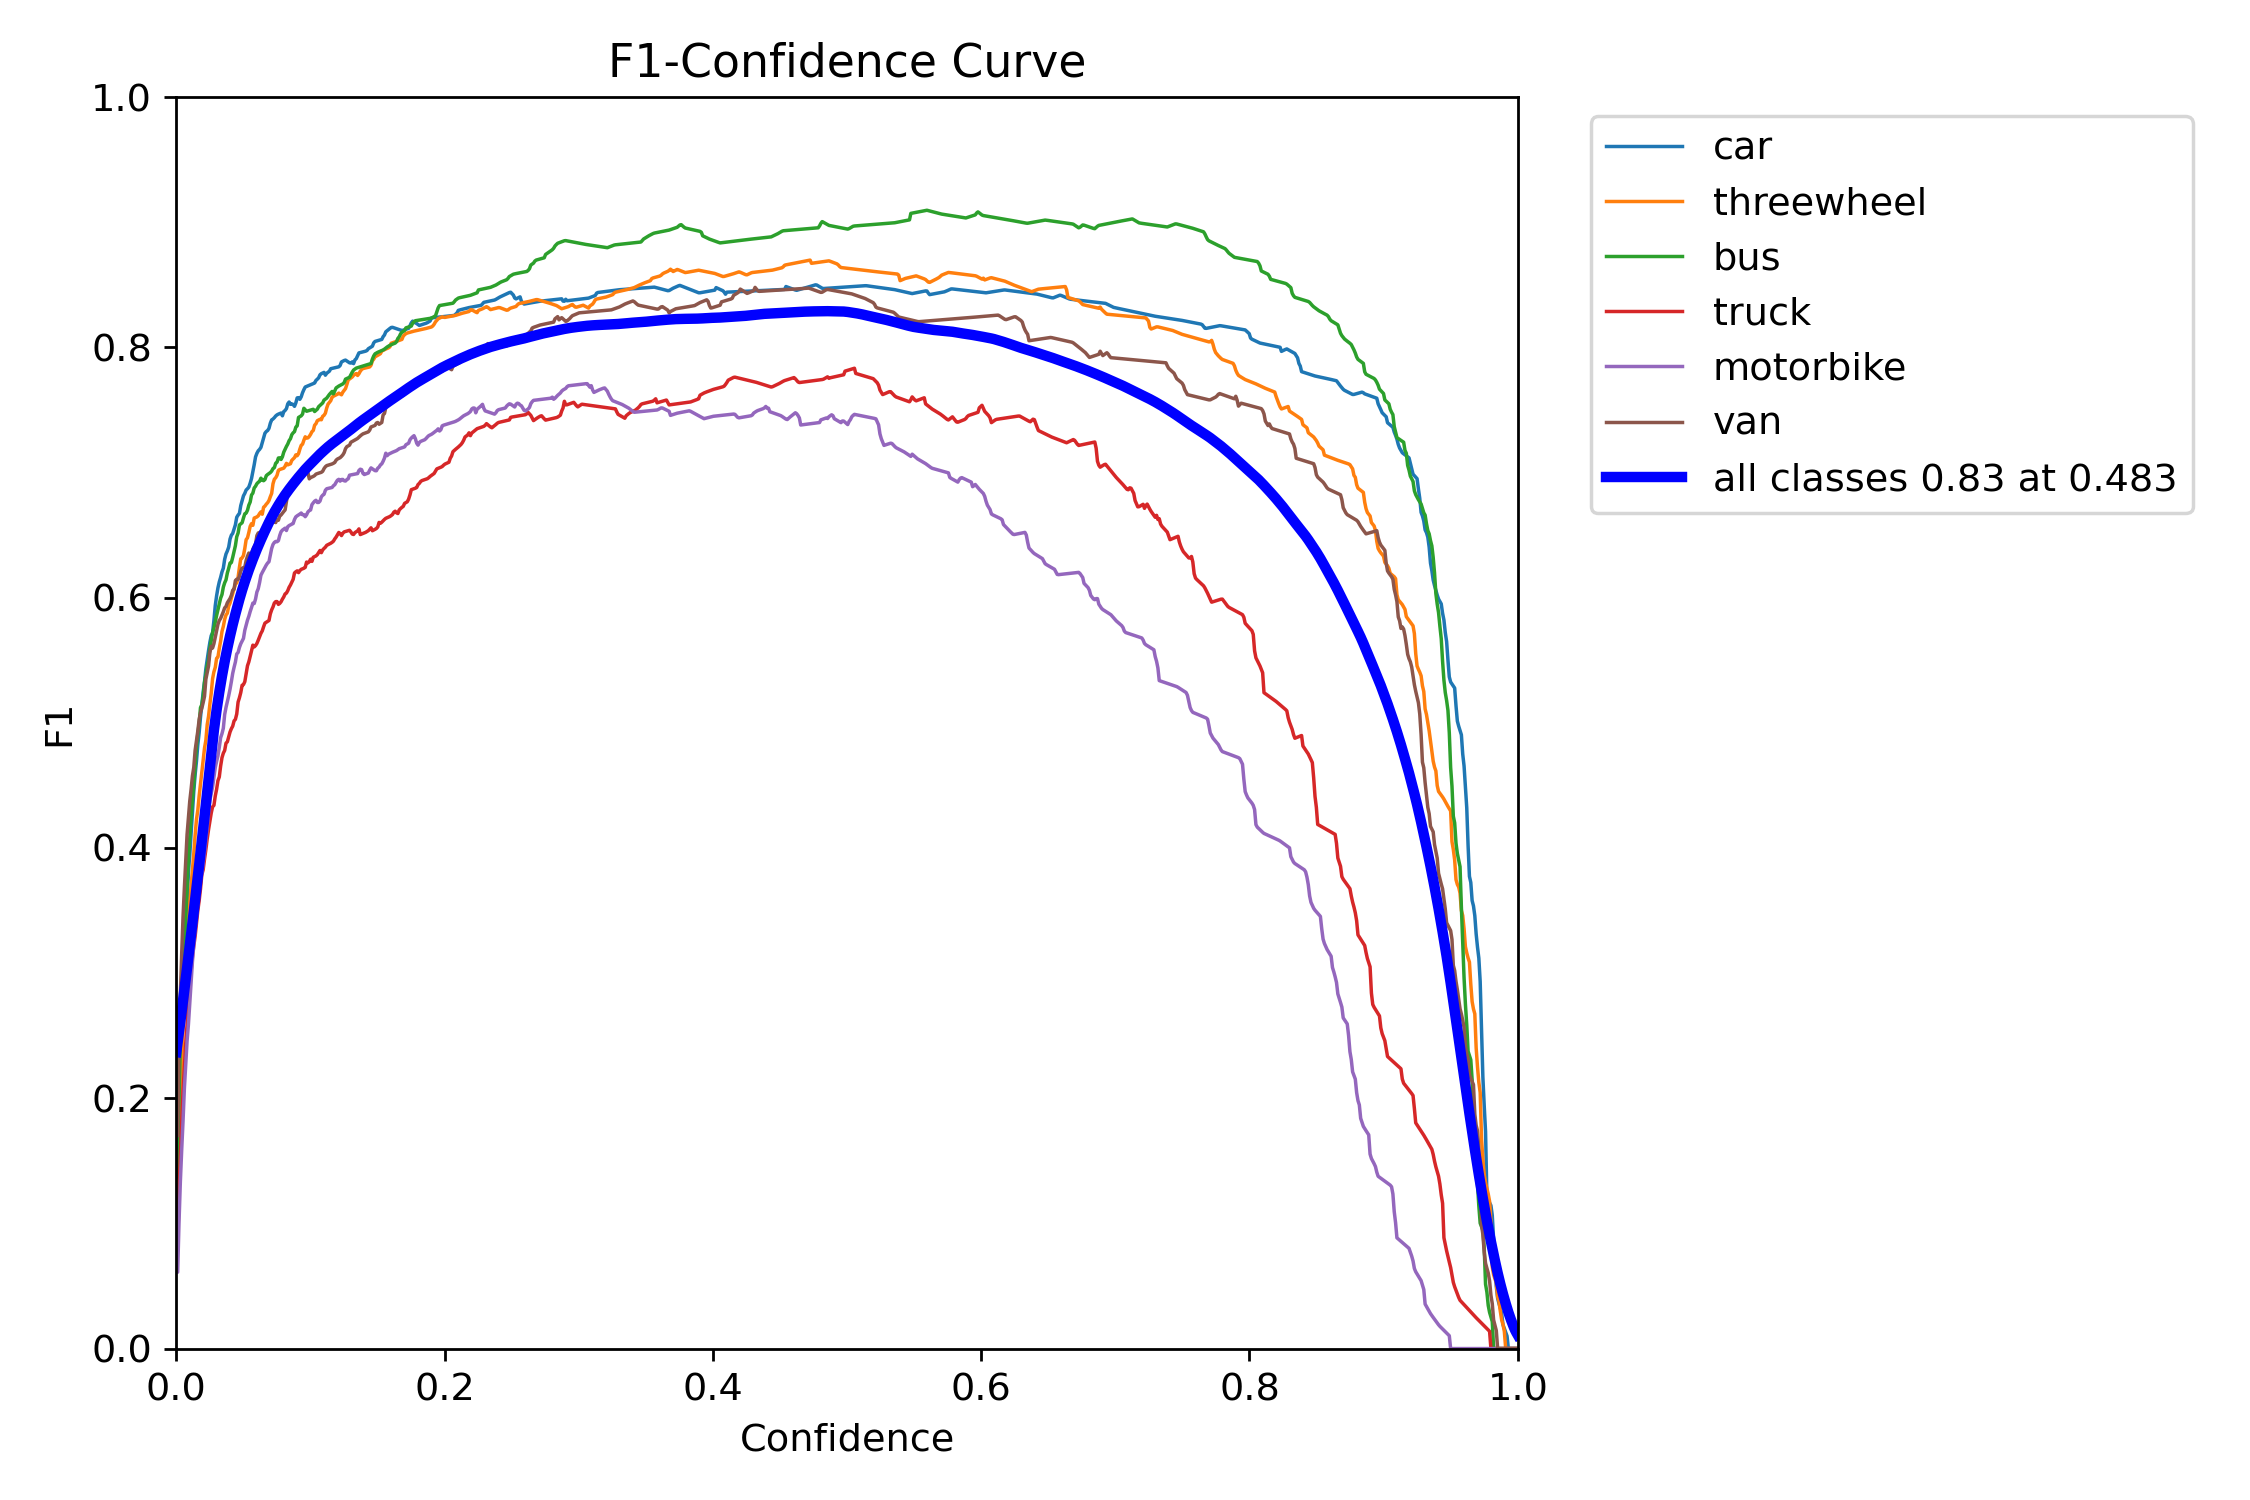 F1-Confidence Curve
1.0
0.8
0.6
0.4
0.2
0.0
F1
0.0 0.2 0.4 0.6 0.8 1.0
Confidence
car
threewheel
bus
truck
motorbike
van
all classes 0.83 at 0.483